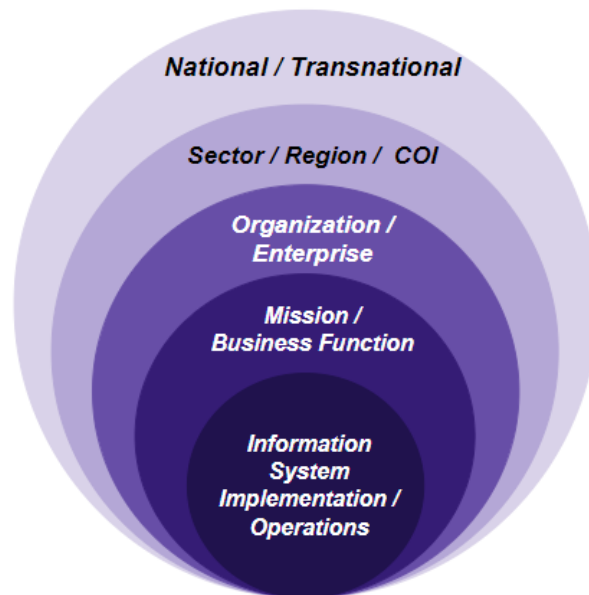 National / Transnational
Sector / Region / COI
Organization /
Enterprise
Mission /
Business Function
Information
System
Implementation /
Operations